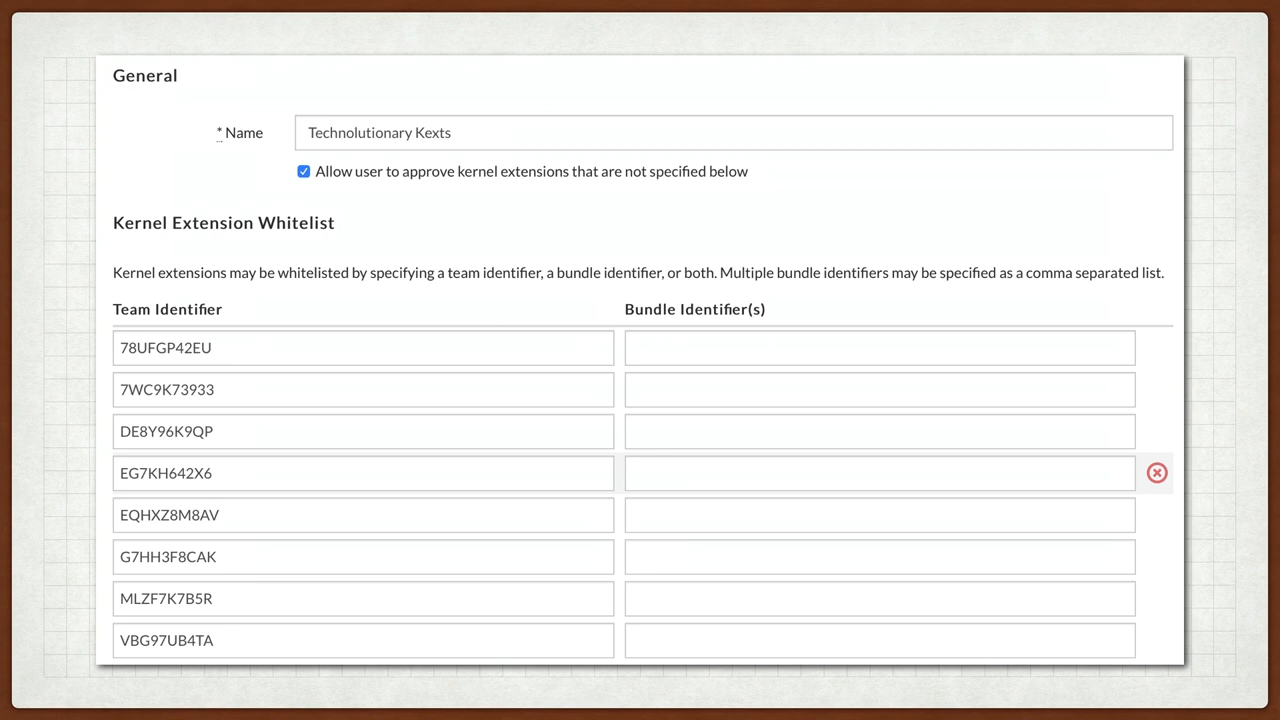 General
* Name
Technolutionary Kexts
Allow user to approve kernel extensions that are not specified below
Kernel Extension Whitelist
Kernel extensions may be whitelisted by specifying a team identifier, a bundle identifier, or both. Multiple bundle identifiers may be specified as a comma separated list.
Team Identifier
Bundle Identifier(s)
78UFGP42EU
7WC9K73933
DE8Y96K9QP
EG7KH642X6
EQHXZ8M8AV
G7HH3F8CAK
MLZF7K7B5R
VBG97UB4TA